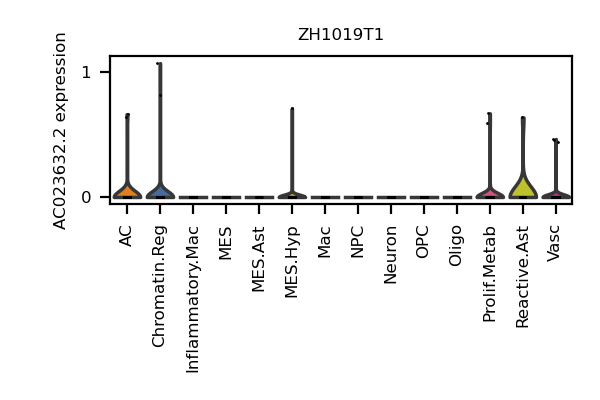 ZH1019T1
AC023632.2 expression
1
0
AC
Chromatin.Reg
Inflammatory.Mac
MES
MES.Ast
MES.Hyp
Mac
NPC
Neuron
OPC
Oligo
Prolif.Metab
Reactive.Ast
Vasc